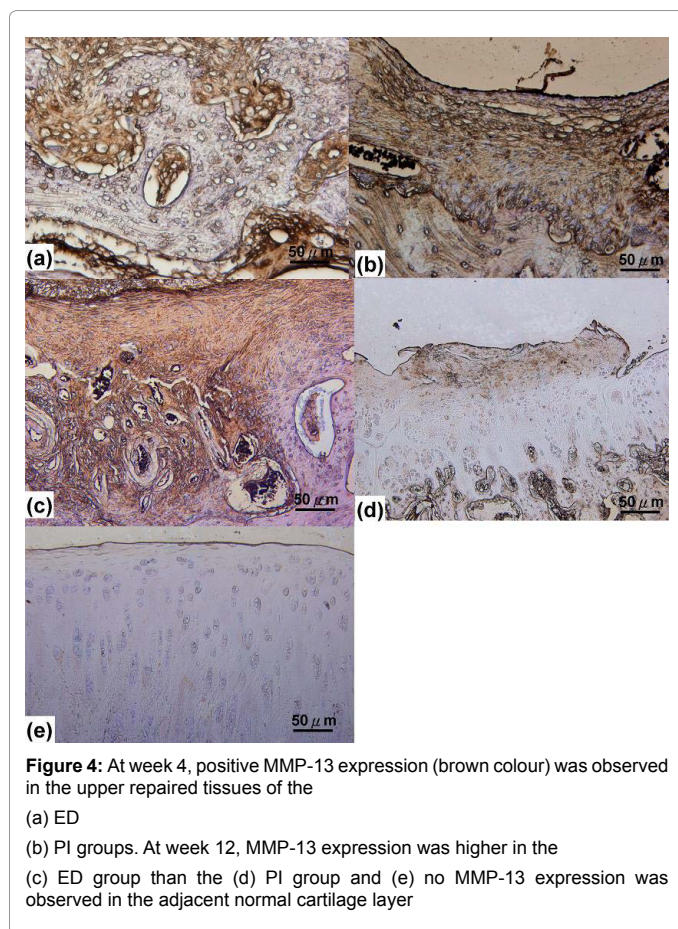 (a)
50 μm
(b)
50 μm
(c)
50 μm
(d)
50 μm
(e)
50 μm
Figure 4: At week 4, positive MMP-13 expression (brown colour) was observed
in the upper repaired tissues of the
(a) ED
(b) PI groups. At week 12, MMP-13 expression was higher in the
(c) ED group than the (d) PI group and (e) no MMP-13 expression was
observed in the adjacent normal cartilage layer